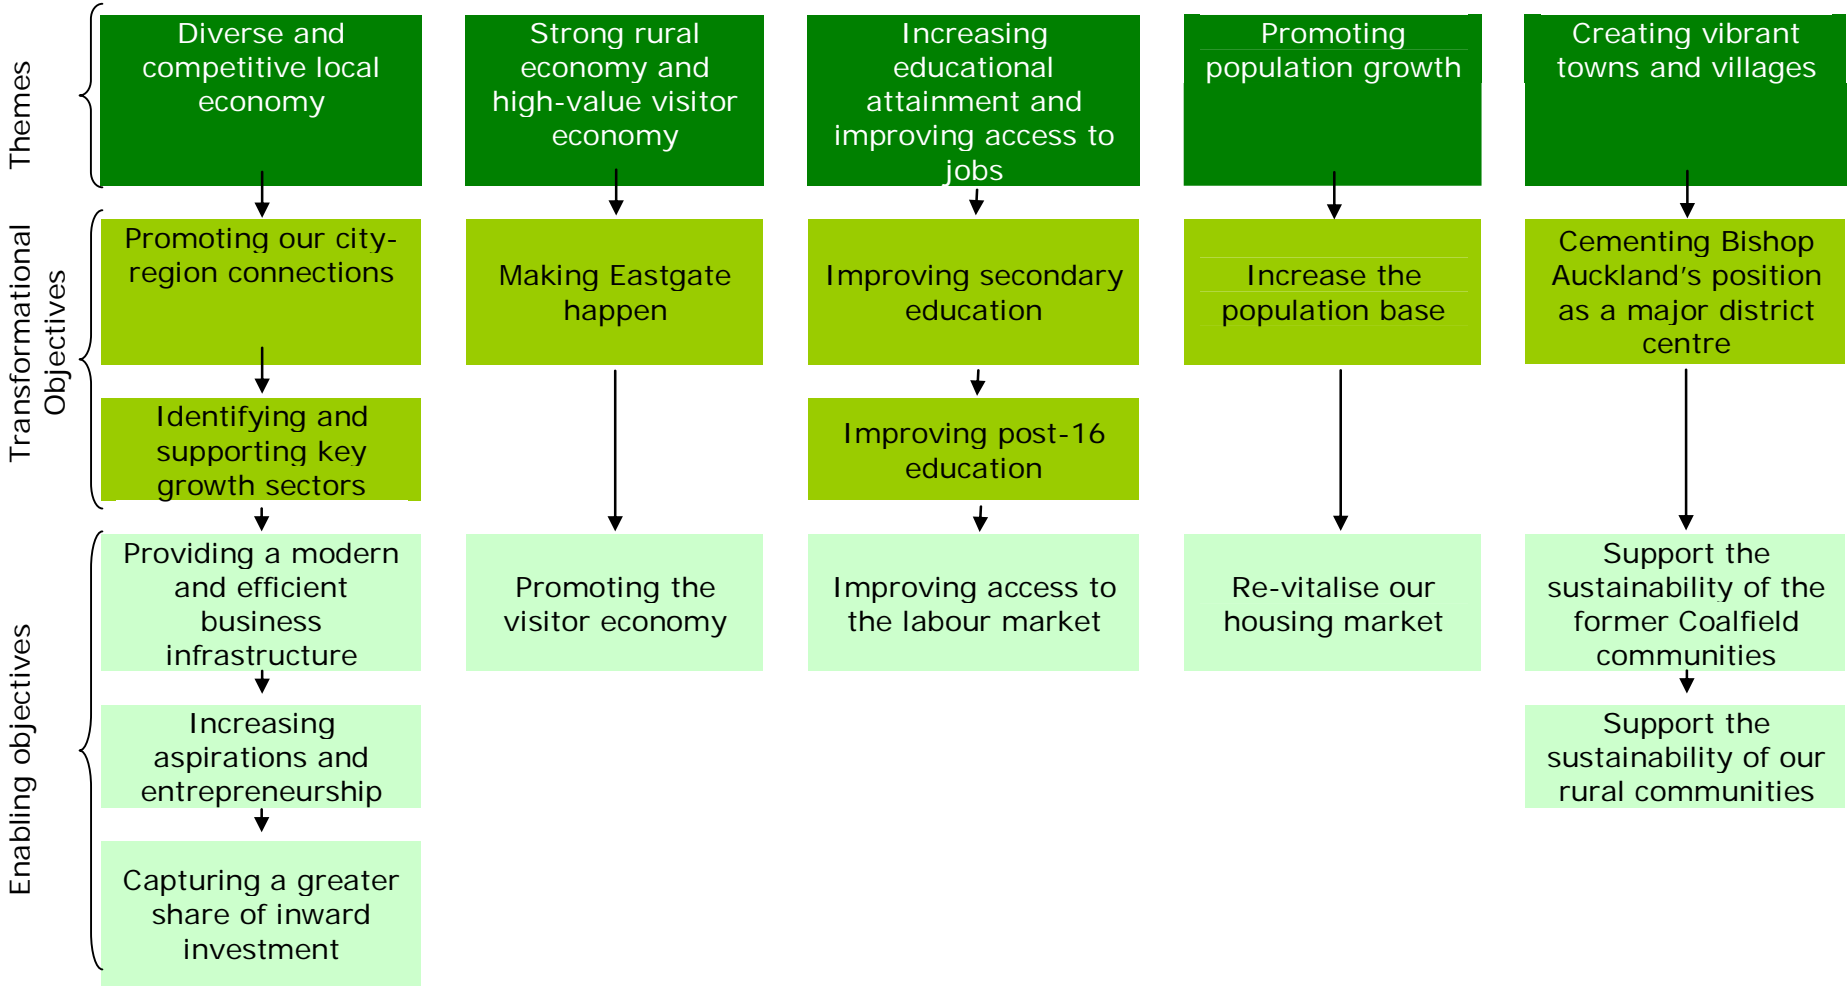 Themes
Diverse and
competitive local
economy
Strong rural
economy and
high-value visitor
economy
Increasing
educational
attainment and
improving access to
jobs
Promoting
population growth
Creating vibrant
towns and villages
Transformational
Objectives
Promoting our city-
region connections
Making Eastgate
happen
Improving secondary
education
Increase the
population base
Cementing Bishop
Auckland's position
as a major district
centre
Identifying and
supporting key
growth sectors
Improving post-16
education
Enabling objectives
Providing a modern
and efficient
business
infrastructure
Promoting the
visitor economy
Improving access to
the labour market
Re-vitalise our
housing market
Support the
sustainability of the
former Coalfield
communities
Increasing
aspirations and
entrepreneurship
Support the
sustainability of our
rural communities
Capturing a greater
share of inward
investment